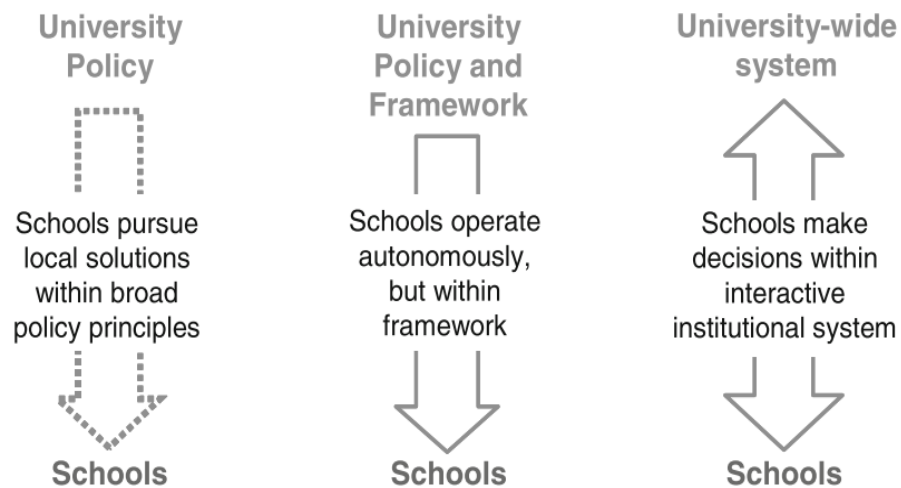 University
Policy
Schools pursue
local solutions
within broad
policy principles
Schools
University
Policy and
Framework
Schools operate
autonomously,
but within
framework
Schools
University-wide
system
Schools make
decisions within
interactive
institutional system
Schools